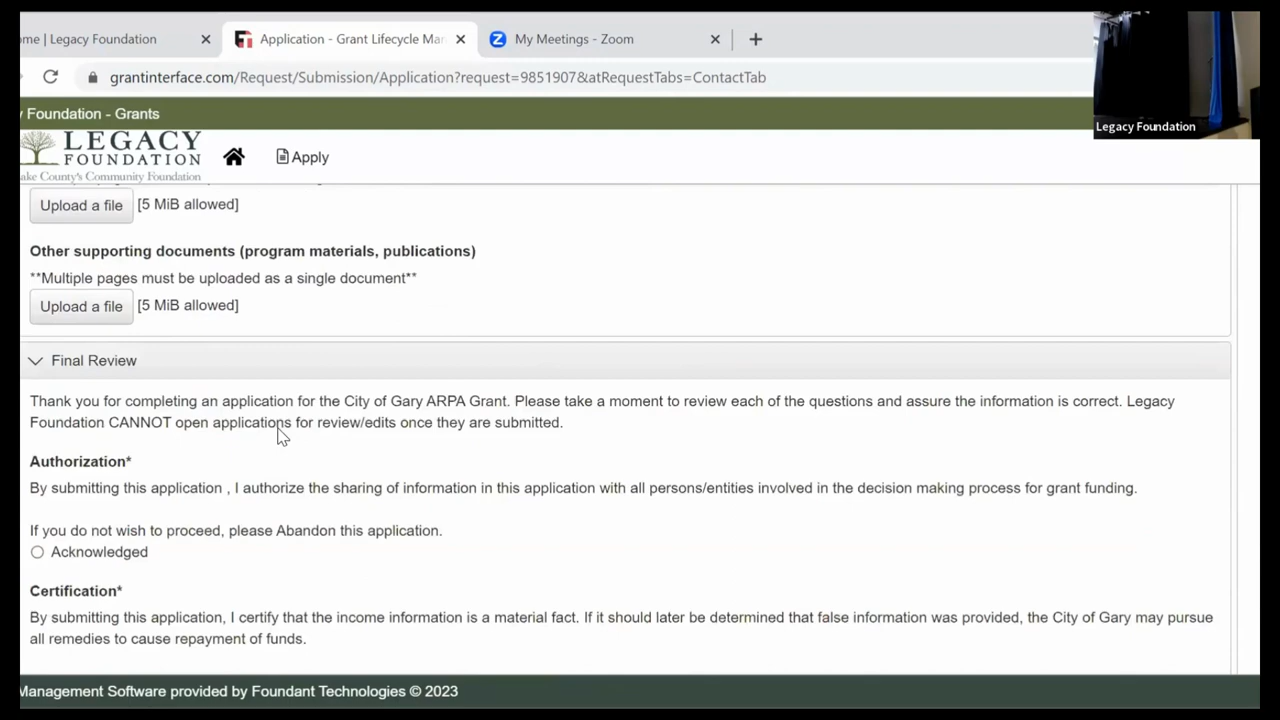 me | Legacy Foundation
Application - Grant Lifecycle Mar
My Meetings - Zoom
grantinterface.com/Request/Submission/Application?request=9851907&atRequestTabs=ContactTab
Legacy Foundation
y Foundation - Grants
LEGACY
FOUNDATION
ake County's Community Foundation
Apply
Upload a file [5 MiB allowed]
Other supporting documents (program materials, publications)
**Multiple pages must be uploaded as a single document**
Upload a file [5 MiB allowed]
Final Review
Thank you for completing an application for the City of Gary ARPA Grant. Please take a moment to review each of the questions and assure the information is correct. Legacy
Foundation CANNOT open applications for review/edits once they are submitted.
Authorization*
By submitting this application , I authorize the sharing of information in this application with all persons/entities involved in the decision making process for grant funding.
If you do not wish to proceed, please Abandon this application.
Acknowledged
Certification*
By submitting this application, I certify that the income information is a material fact. If it should later be determined that false information was provided, the City of Gary may pursue
all remedies to cause repayment of funds.
Management Software provided by Foundant Technologies © 2023